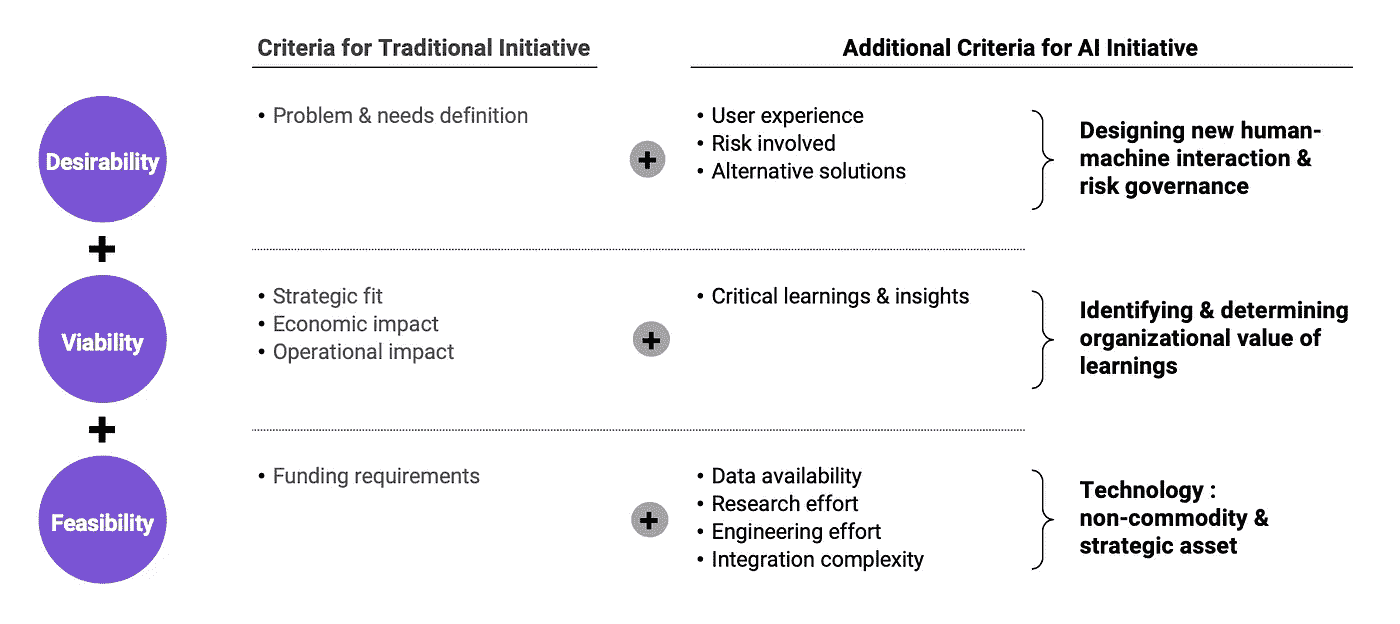 Criteria for Traditional Initiative
Additional Criteria for AI Initiative
Desirability
• Problem & needs definition
+
• User experience
• Risk involved
• Alternative solutions
Designing new human-
machine interaction &
risk governance
+
Viability
• Strategic fit
• Economic impact
• Operational impact
+
• Critical learnings & insights
Identifying & determining
organizational value of
learnings
+
Feasibility
• Funding requirements
+
• Data availability
• Research effort
• Engineering effort
• Integration complexity
Technology :
non-commodity &
strategic asset